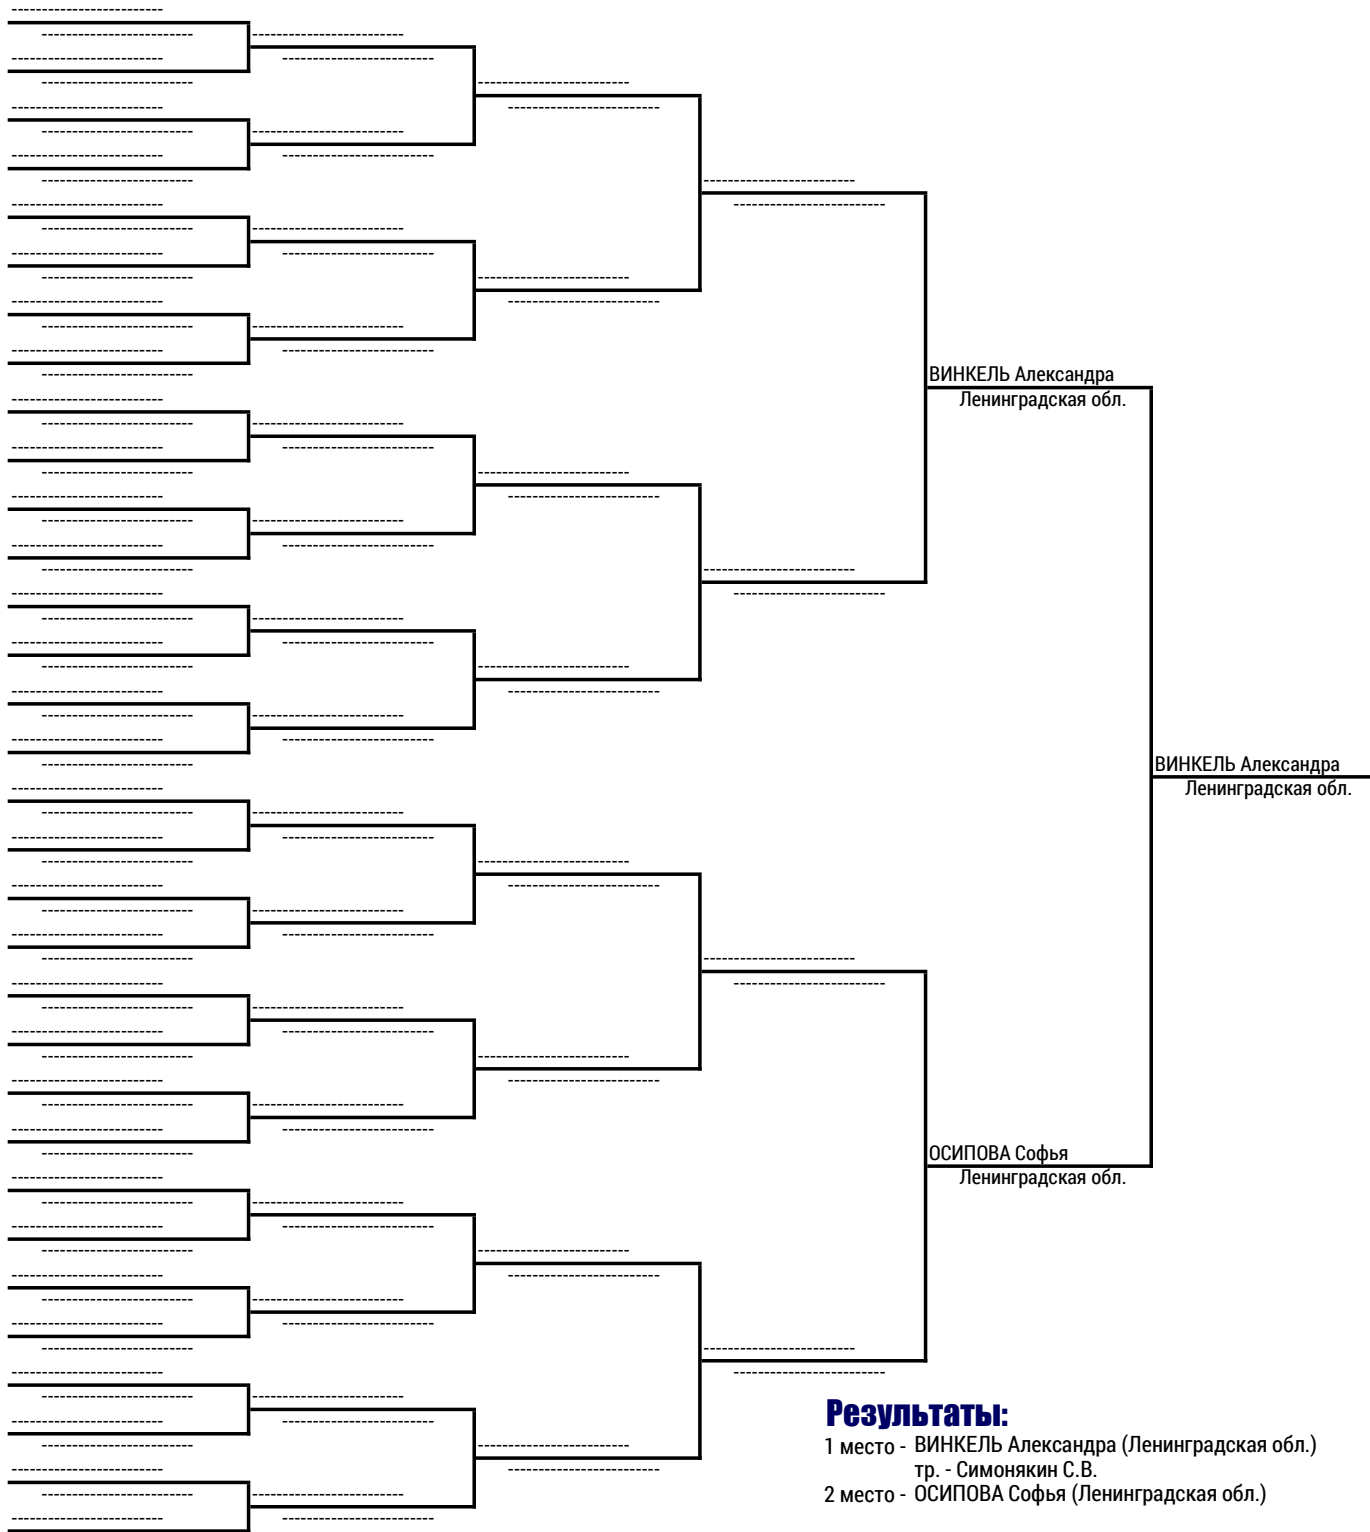 ВИНКЕЛЬ Александра
Ленинградская обл.
ВИНКЕЛЬ Александра
Ленинградская обл.
ОСИПОВА Софья
Ленинградская обл.
Результаты:
1 место - ВИНКЕЛЬ Александра (Ленинградская обл.)
тр. - Симонякин С.В.
2 место - ОСИПОВА Софья (Ленинградская обл.)